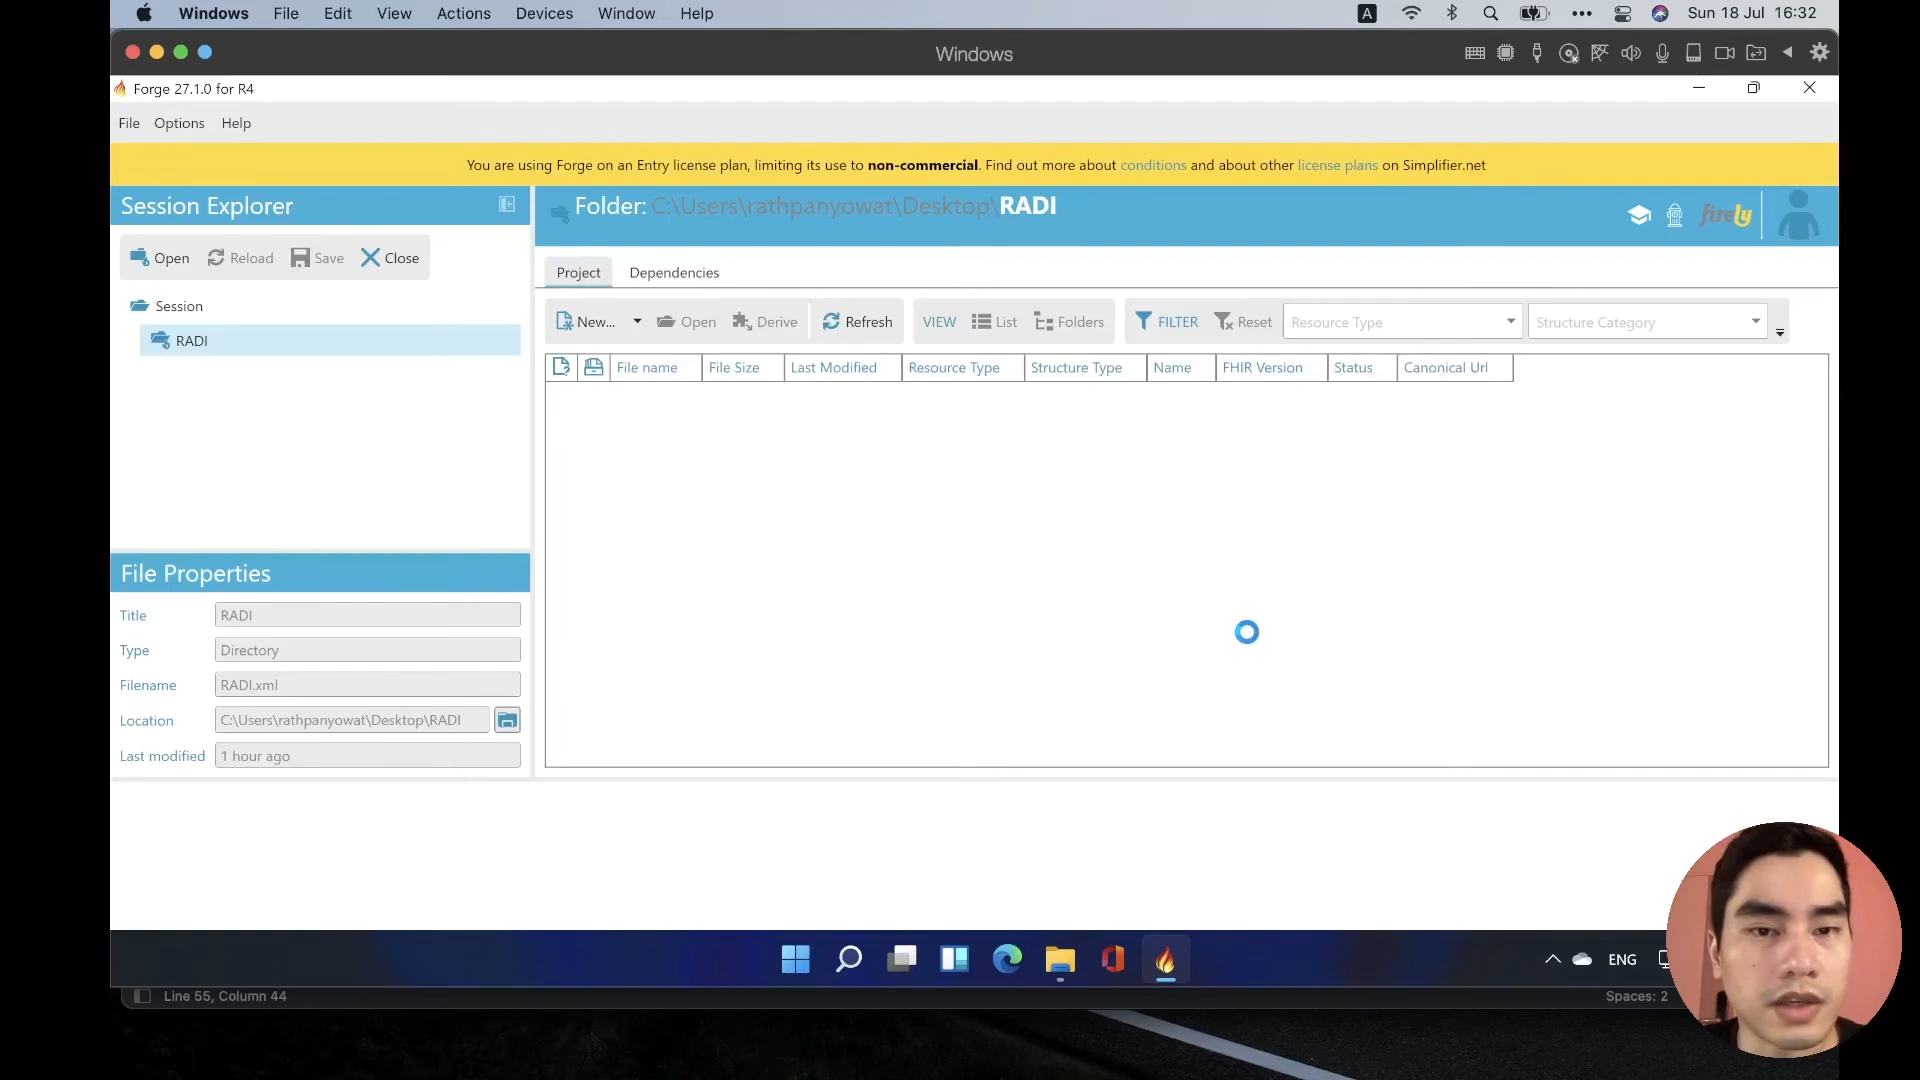 Windows File Edit View Actions Devices Window Help
A
Sun 18 Jul 16:32
Windows
Forge 27.1.0 for R4
File Options Help
You are using Forge on an Entry license plan, limiting its use to non-commercial. Find out more about conditions and about other license plans on Simplifier.net
Session Explorer
Folder: C:\Users\rathpanyowat\Desktop\RADI
firely
Open Reload Save Close
Project Dependencies
Session
RADI
New... Open Derive Refresh VIEW List Folders FILTER Reset Resource Type Structure Category
File name File Size Last Modified Resource Type Structure Type Name FHIR Version Status Canonical Url
File Properties
Title RADI
Type Directory
Filename RADI.xml
Location C:\Users\rathpanyowat\Desktop\RADI
Last modified 1 hour ago
ENG
Line 55, Column 44
Spaces: 2